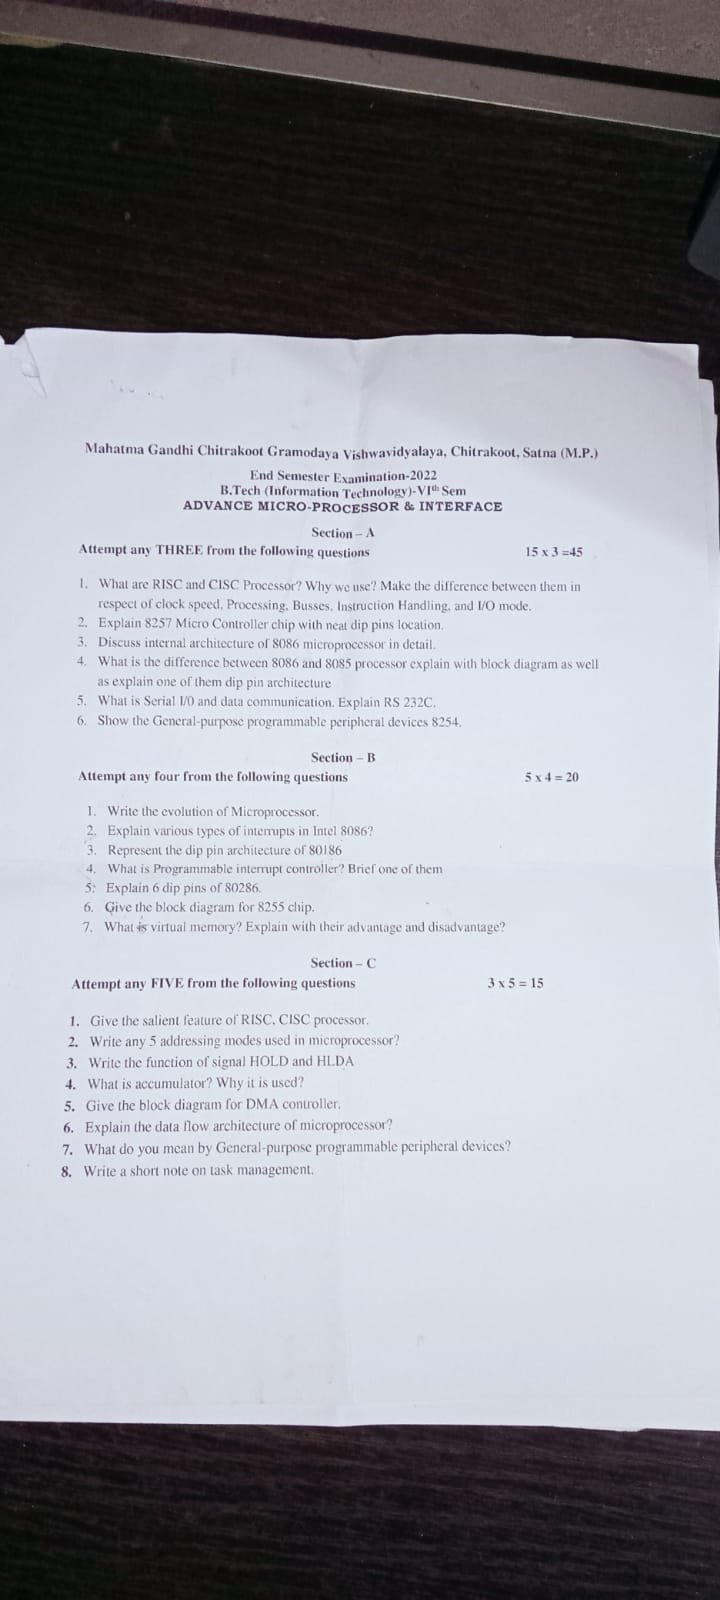 Mahatma Gandhi Chitrakoot Gramodaya Vishwavidyalaya, Chitrakoot, Satna (M.P.)
End Semester Examination-2022
B.Tech (Information Technology)-VIth Sem
ADVANCE MICRO-PROCESSOR & INTERFACE
Section – A
Attempt any THREE from the following questions 15 x 3 =45
1. What are RISC and CISC Processor? Why we use? Make the difference between them in
respect of clock speed, Processing, Busses, Instruction Handling, and I/O mode.
2. Explain 8257 Micro Controller chip with neat dip pins location.
3. Discuss internal architecture of 8086 microprocessor in detail.
4. What is the difference between 8086 and 8085 processor explain with block diagram as well
as explain one of them dip pin architecture
5. What is Serial I/0 and data communication, Explain RS 232C.
6. Show the General-purpose programmable peripheral devices 8254.
Section – B
Attempt any four from the following questions 5 x 4 = 20
1. Write the evolution of Microprocessor.
2. Explain various types of interrupts in Intel 8086?
3. Represent the dip pin architecture of 80186
4. What is Programmable interrupt controller? Brief one of them
5. Explain 6 dip pins of 80286.
6. Give the block diagram for 8255 chip.
7. What is virtual memory? Explain with their advantage and disadvantage?
Section – C
Attempt any FIVE from the following questions 3 x 5 = 15
1. Give the salient feature of RISC, CISC processor.
2. Write any 5 addressing modes used in microprocessor?
3. Write the function of signal HOLD and HLDA
4. What is accumulator? Why it is used?
5. Give the block diagram for DMA controller.
6. Explain the data flow architecture of microprocessor?
7. What do you mean by General-purpose programmable peripheral devices?
8. Write a short note on task management.